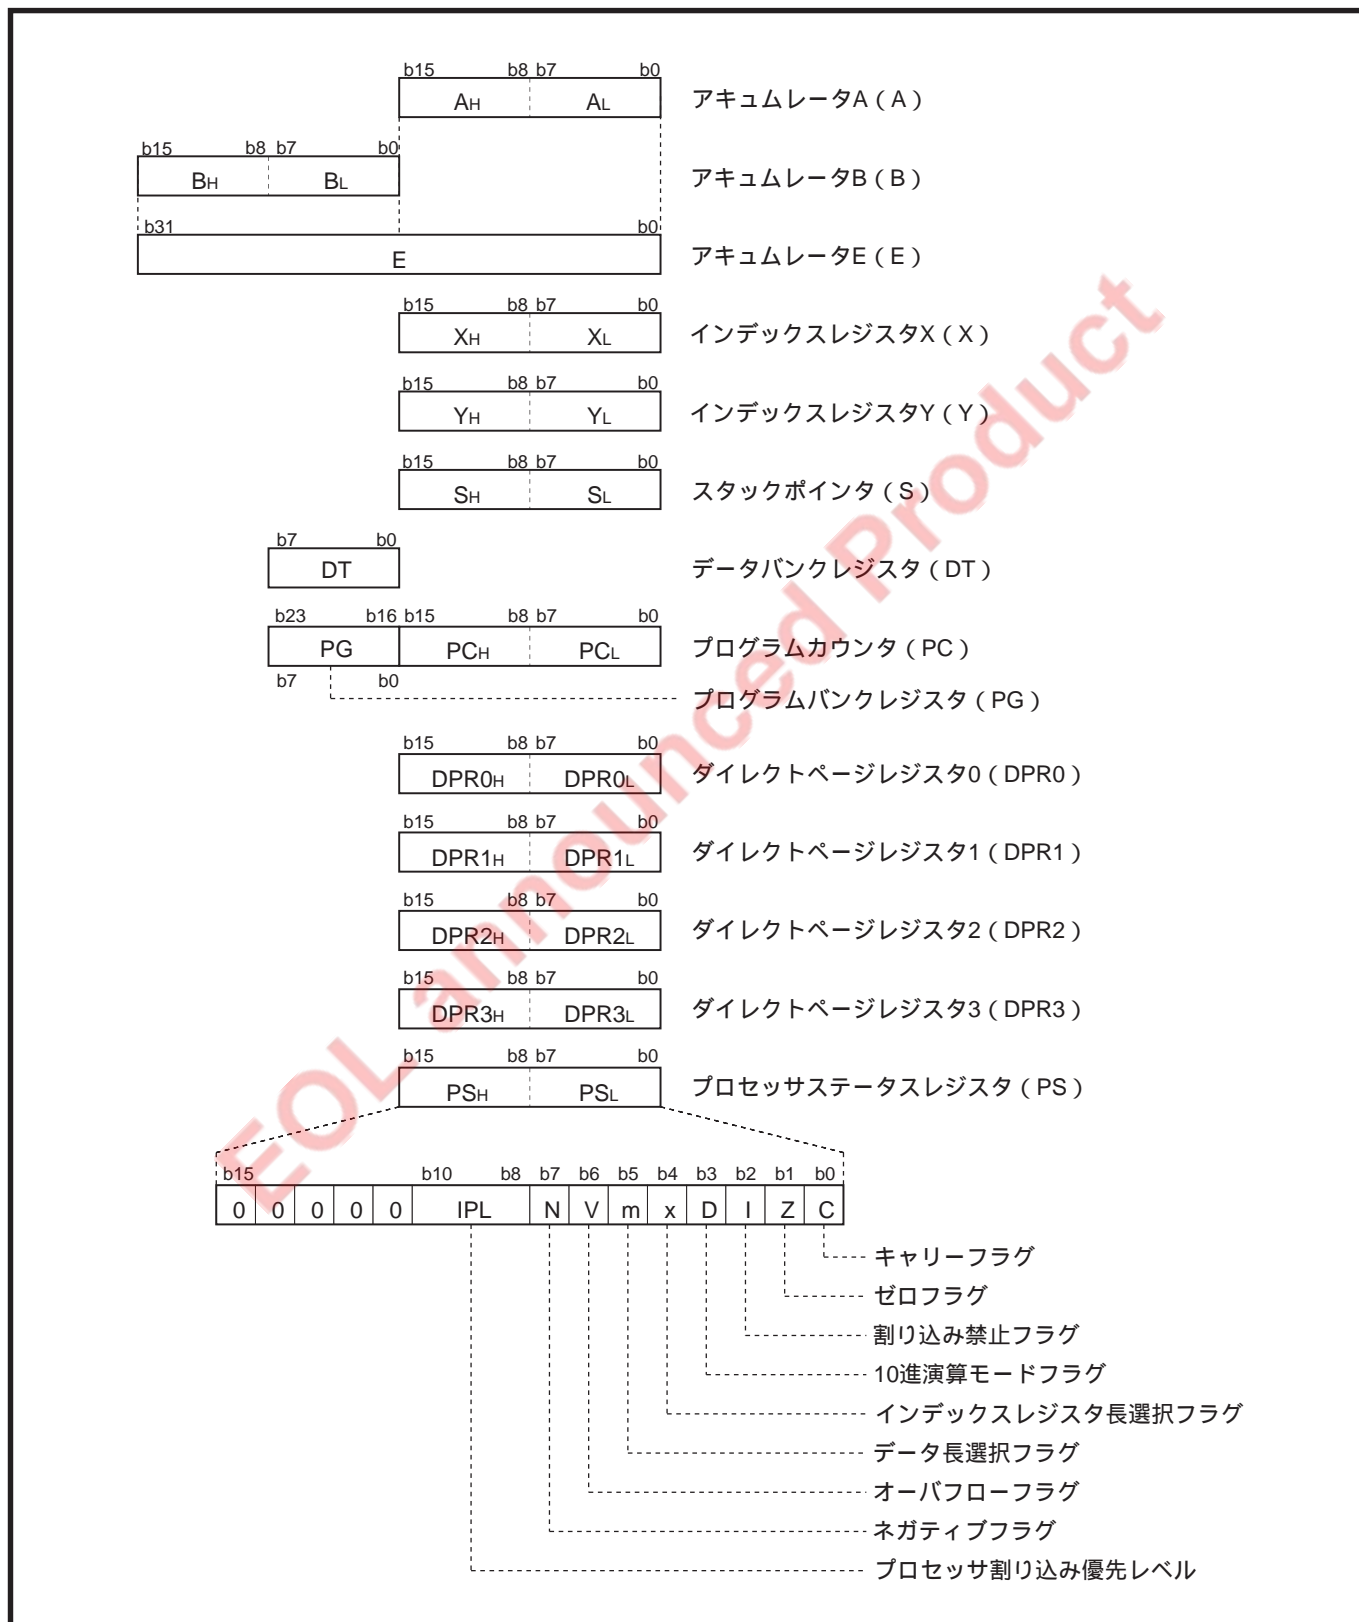 b15 b8 b7 b0
AH AL アキュムレータA（A）
b15 b8 b7 b0
BH BL アキュムレータB（B）
b31 b0
E アキュムレータE（E）
b15 b8 b7 b0
XH XL インデックスレジスタX（X）
b15 b8 b7 b0
YH YL インデックスレジスタY（Y）
b15 b8 b7 b0
SH SL スタックポインタ（S）
b7 b0
DT データバンクレジスタ（DT）
b23 b16 b15 b8 b7 b0
PG PCH PCL プログラムカウンタ（PC）
b7 b0
プログラムバンクレジスタ（PG）
b15 b8 b7 b0
DPR0H DPR0L ダイレクトページレジスタ0（DPR0）
b15 b8 b7 b0
DPR1H DPR1L ダイレクトページレジスタ1（DPR1）
b15 b8 b7 b0
DPR2H DPR2L ダイレクトページレジスタ2（DPR2）
b15 b8 b7 b0
DPR3H DPR3L ダイレクトページレジスタ3（DPR3）
b15 b8 b7 b0
PSH PSL プロセッサステータスレジスタ（PS）
b15 b10 b8 b7 b6 b5 b4 b3 b2 b1 b0
0 0 0 0 0 IPL N V m x D I Z C
キャリーフラグ
ゼロフラグ
割り込み禁止フラグ
10進演算モードフラグ
インデックスレジスタ長選択フラグ
データ長選択フラグ
オーバフローフラグ
ネガティブフラグ
プロセッサ割り込み優先レベル
EOL announced Product